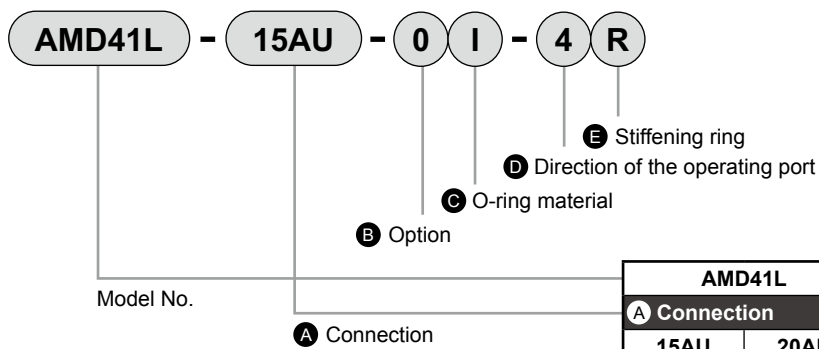 AMD41L - 15AU - 0 I - 4 R
E Stiffening ring
D Direction of the operating port
C O-ring material
B Option
Model No.
A Connection
AMD41L
A Connection
15AU